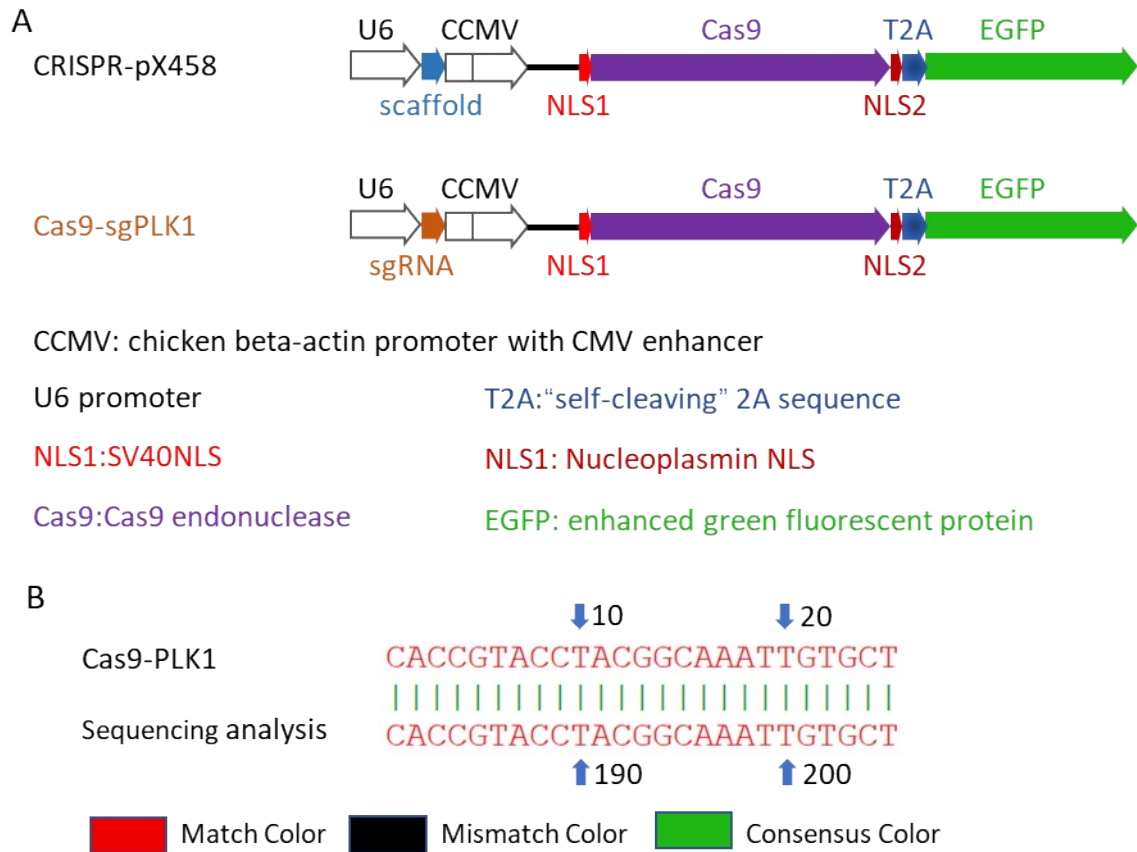 A
U6 CCMV Cas9 T2A EGFP
CRISPR-pX458
scaffold NLS1 NLS2
U6 CCMV Cas9 T2A EGFP
Cas9-sgPLK1
sgRNA NLS1 NLS2
CCMV: chicken beta-actin promoter with CMV enhancer
U6 promoter T2A:“self-cleaving” 2A sequence
NLS1:SV40NLS NLS1: Nucleoplasmin NLS
Cas9:Cas9 endonuclease EGFP: enhanced green fluorescent protein
B
10 20
Cas9-PLK1 CACCGTACCTACGGCAAATTGTGCT
Sequencing analysis CACCGTACCTACGGCAAATTGTGCT
190 200
Match Color Mismatch Color Consensus Color